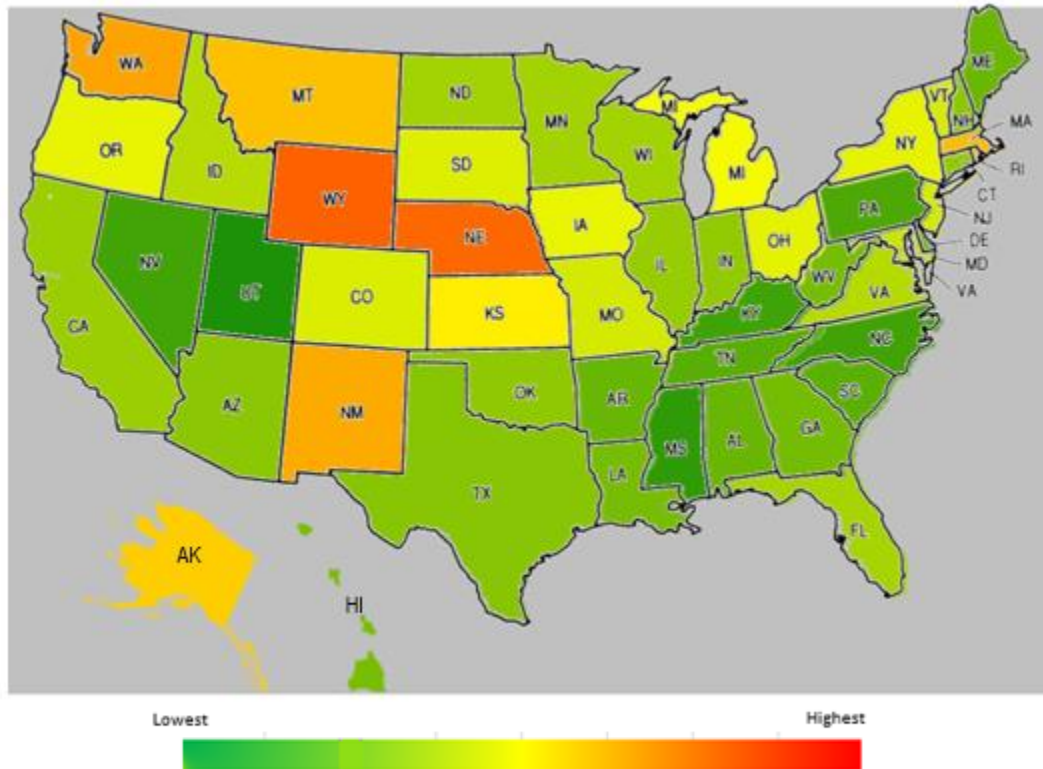 WA
MT
ND
MN
ME
VT
NH
MA
OR
ID
SD
WI
MI
MI
NY
RI
CT
WY
IA
PA
NJ
NE
OH
DE
NV
UT
CO
IL
IN
WV
MD
VA
VA
CA
KS
MO
KY
NC
TN
AZ
NM
OK
AR
SC
MS
AL
GA
TX
LA
FL
AK
HI
Lowest
Highest